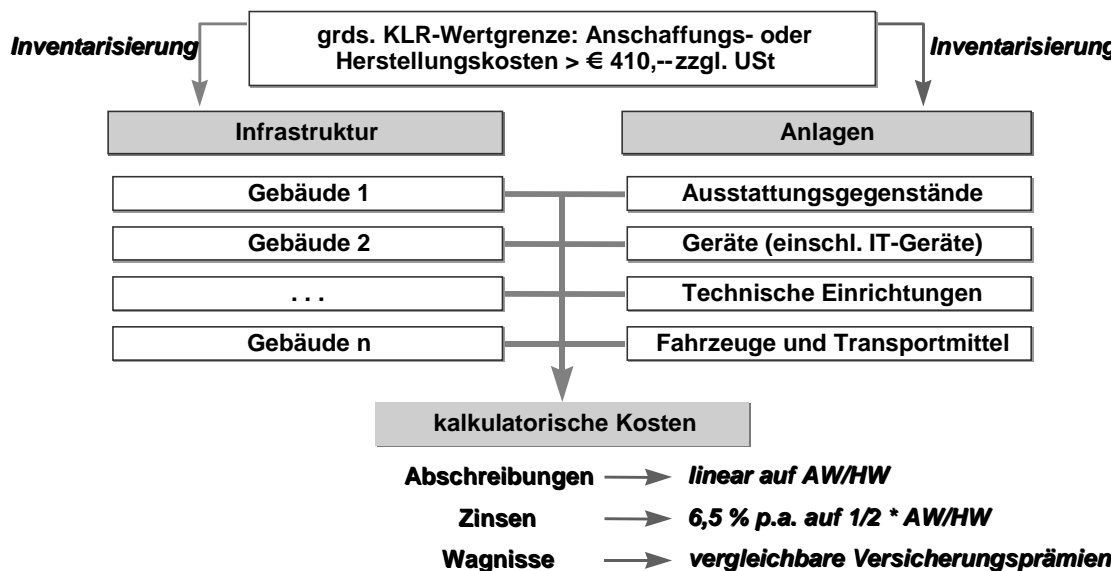 Inventarisierung
grds. KLR-Wertgrenze: Anschaffungs- oder
Herstellungskosten > € 410,-- zzgl. USt
Inventarisierung
Infrastruktur
Anlagen
Gebäude 1
Ausstattungsgegenstände
Gebäude 2
Geräte (einschl. IT-Geräte)
. . .
Technische Einrichtungen
Gebäude n
Fahrzeuge und Transportmittel
kalkulatorische Kosten
Abschreibungen
linear auf AW/HW
Zinsen
6,5 % p.a. auf 1/2 * AW/HW
Wagnisse
vergleichbare Versicherungsprämien